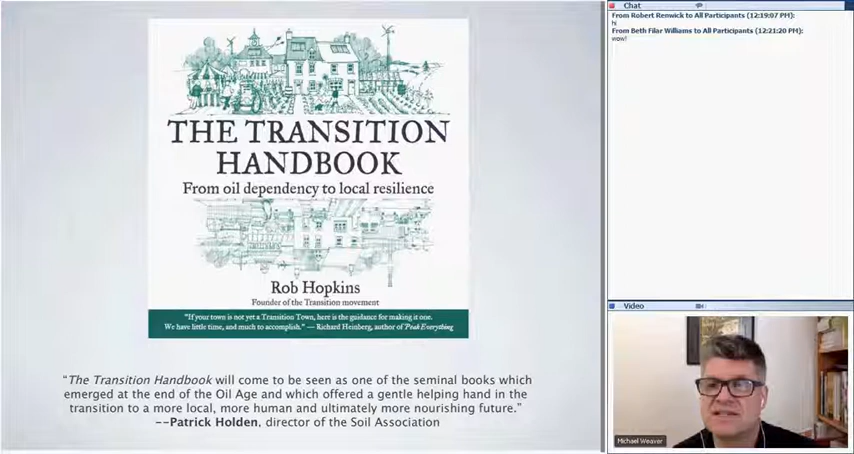 THE TRANSITION
HANDBOOK
From oil dependency to local resilience
Rob Hopkins
Founder of the Transition movement
"If your town is not yet a Transition Town, here is the guidance for making it one.
We have little time, and much to accomplish." — Richard Heinberg, author of 'Peak Everything'
"The Transition Handbook will come to be seen as one of the seminal books which
emerged at the end of the Oil Age and which offered a gentle helping hand in the
transition to a more local, more human and ultimately more nourishing future."
--Patrick Holden, director of the Soil Association
Chat
From Robert Renwick to All Participants (12:19:07 PM):
hi
From Beth Filar Williams to All Participants (12:21:20 PM):
wow!
Video
Michael Weaver